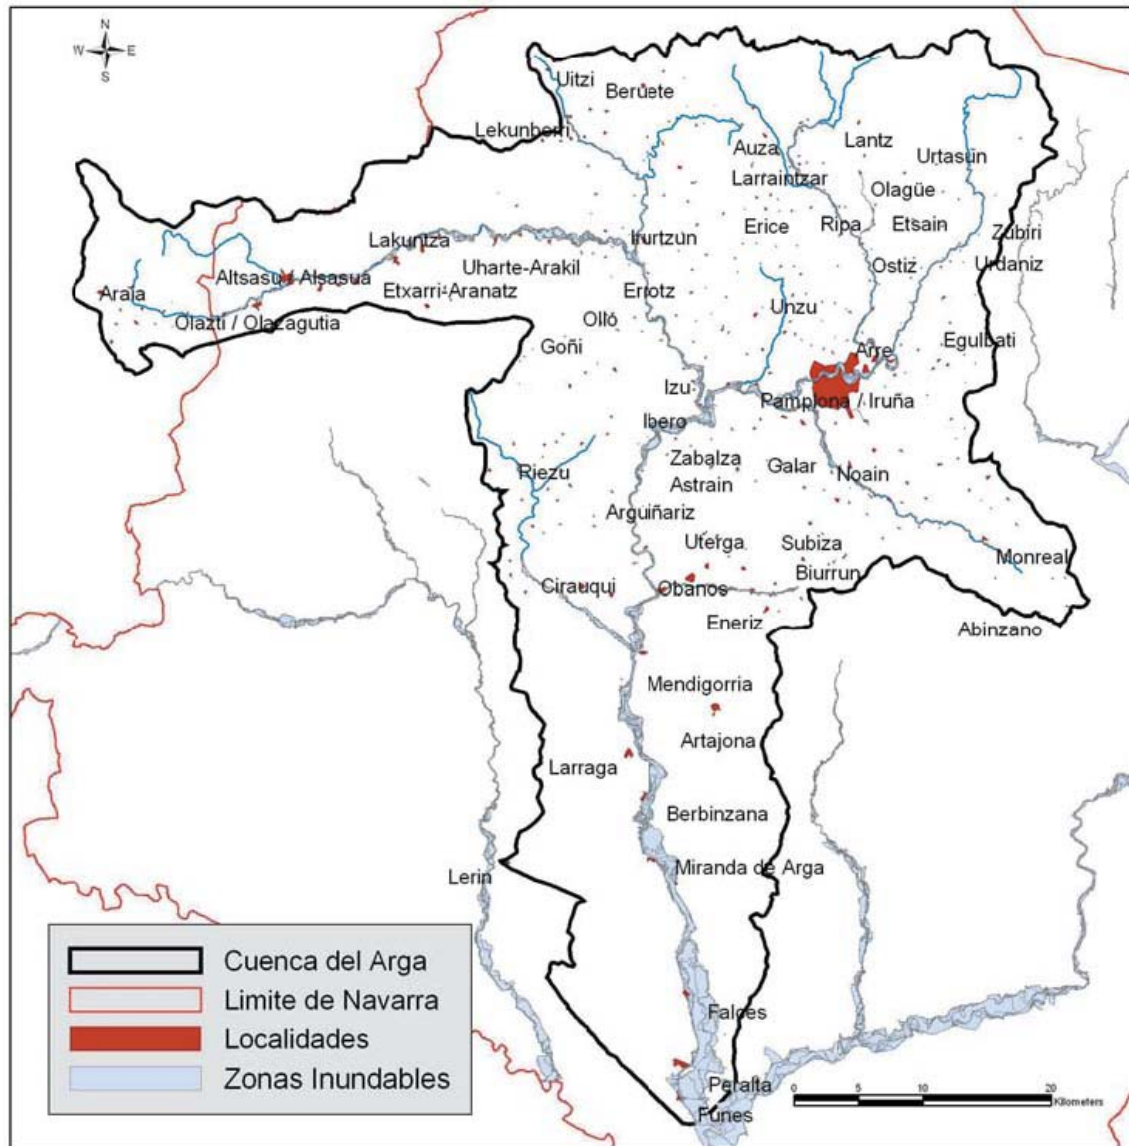 N
W E
S
Uitzi
Beruete
Lekunberri
Auza
Lantz
Urtasun
Larraintzar
Olagüe
Erice
Ripa
Etsain
Zubiri
Lakuntza
Irurtzun
Uharte-Arakil
Ostiz
Urdaniz
Altsasu / Alsasua
Araia
Etxarri-Aranatz
Errotz
Olazti / Olazagutia
Olló
Unzu
Goñi
Arre
Egulbati
Izu
Pamplona / Iruña
Ibero
Zabalza
Galar
Noain
Riezu
Astrain
Arguiñariz
Uterga
Subiza
Monreal
Biurrun
Cirauqui
Obanos
Eneriz
Abinzano
Mendigorria
Artajona
Larraga
Berbinzana
Miranda de Arga
Lerin
Falces
Peralta
Funes
Cuenca del Arga
Limite de Navarra
Localidades
Zonas Inundables
0 5 10 20
Kilometers